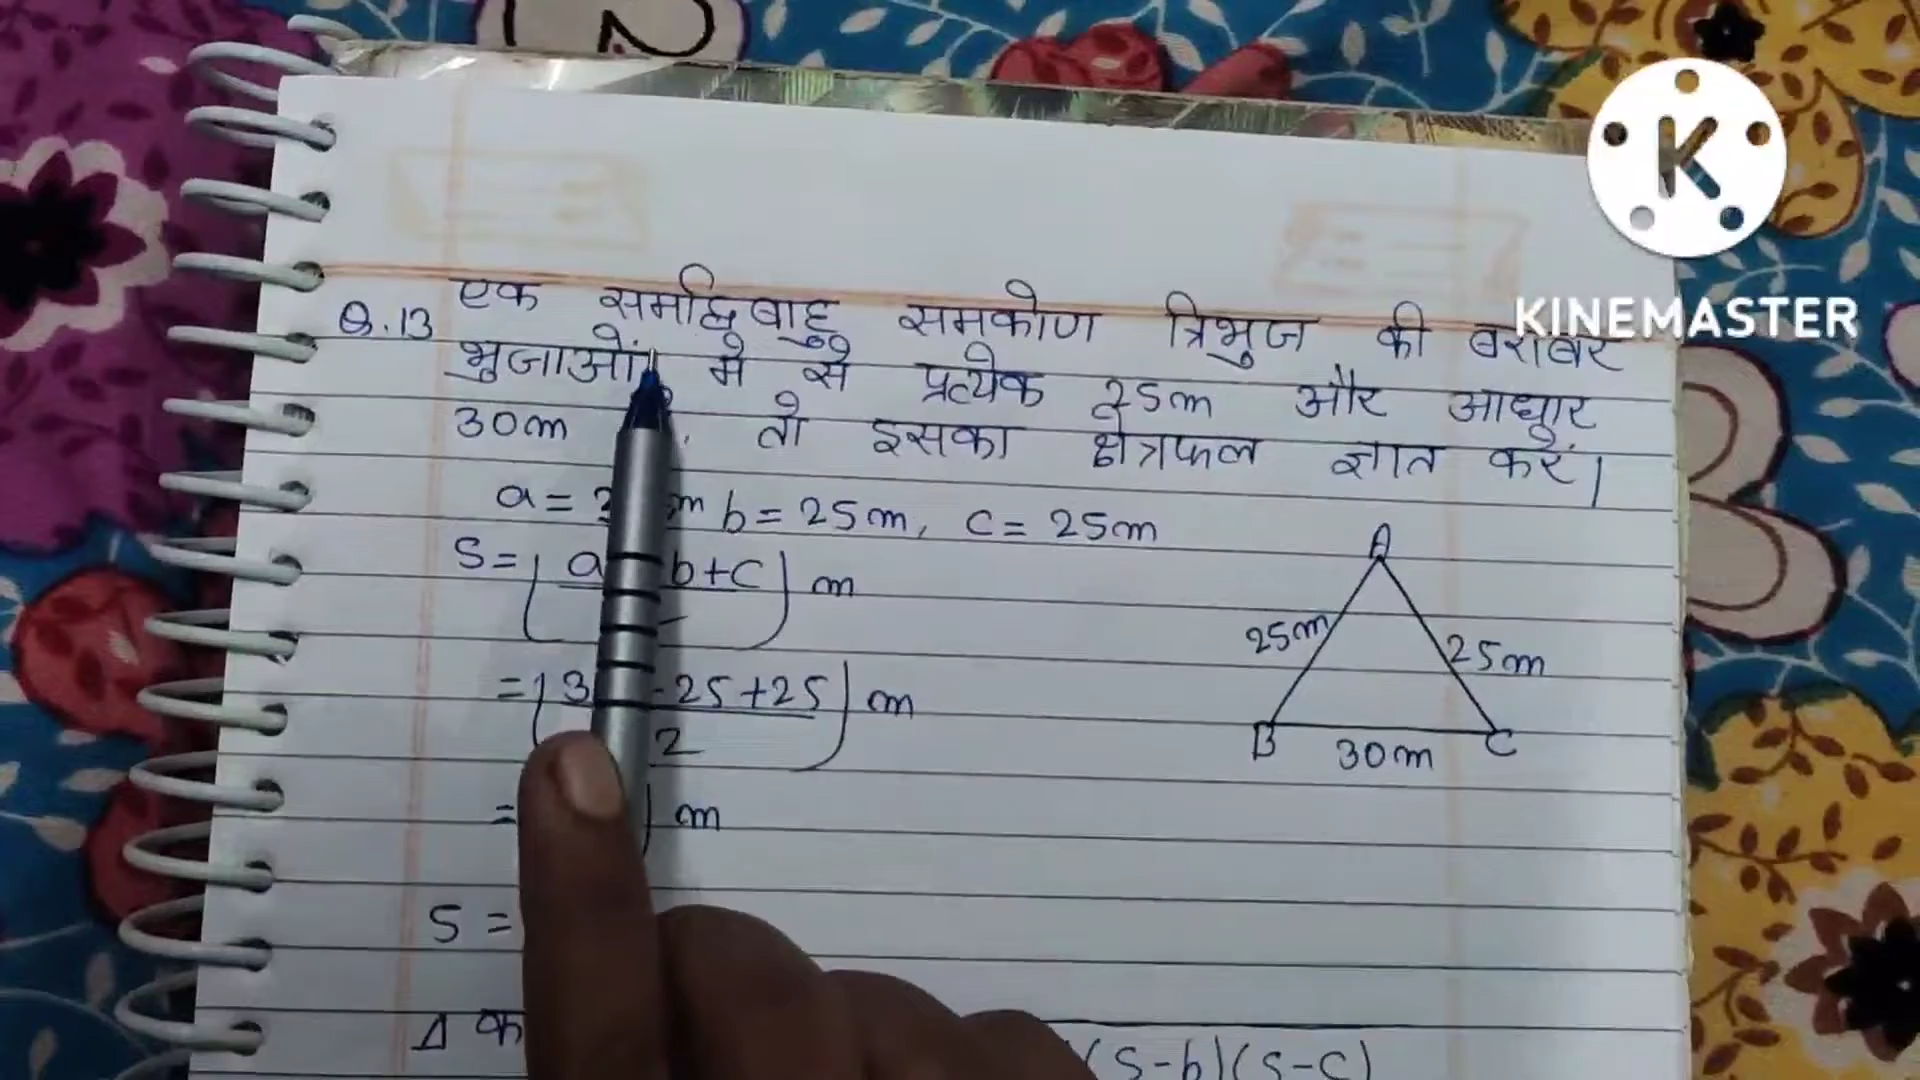 KINEMASTER
Q.13 एक समद्विबाहु समकोण त्रिभुज की बराबर
भुजाओं में से प्रत्येक 25m और आधार
30m तो इसका क्षेत्रफल ज्ञात करें।
a = m b = 25m, c = 25m
S = ( a b+c ) m
= ( 3 -25+25 / 2 ) m
= ) m
S =
Δ क (s-b)(s-c)
A
25m 25m
B 30m C